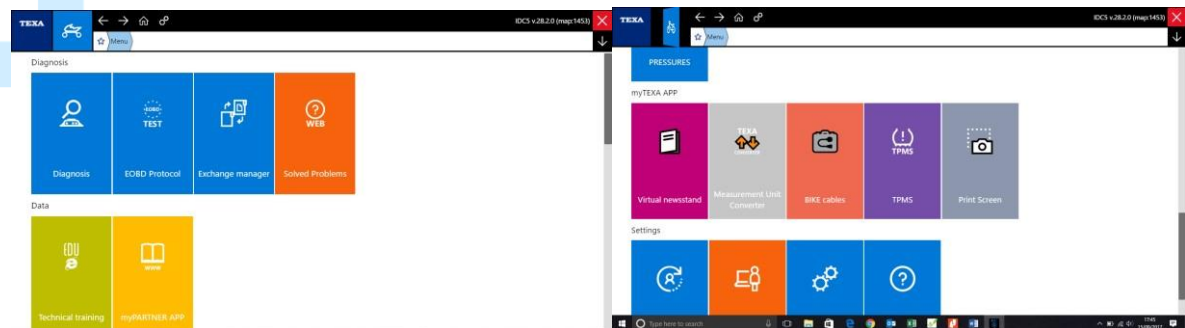 TEXA
IDC5 v.28.2.0 (map:1453)
Menu
Diagnosis
EOBD
TEST
WEB
Diagnosis
EOBD Protocol
Exchange manager
Solved Problems
Data
EDU
Technical training
myPARTNER APP
TEXA
IDC5 v.28.2.0 (map:1453)
Menu
PRESSURES
myTEXA APP
TEXA
TPMS
Virtual newsstand
Measurement Unit
Converter
BIKE cables
TPMS
Print Screen
Settings
Type here to search